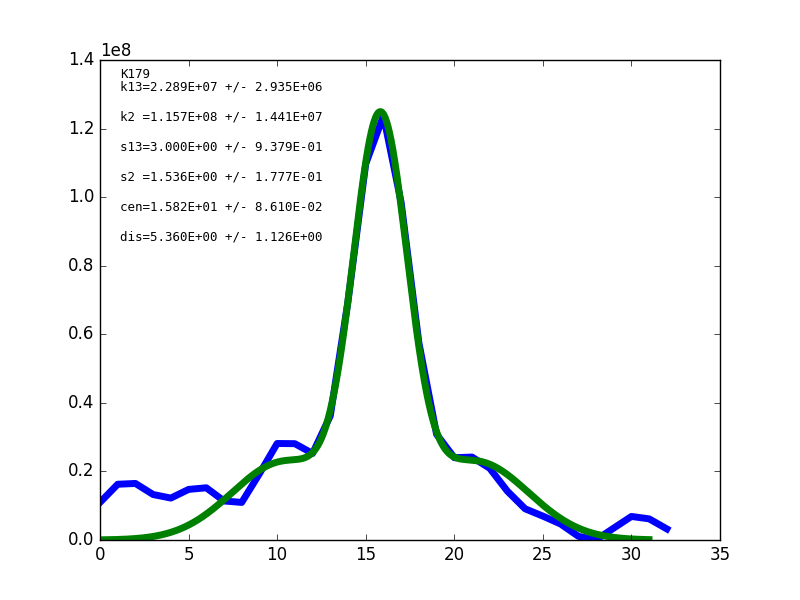 1e8
K179
k13=2.289E+07 +/- 2.935E+06
k2 =1.157E+08 +/- 1.441E+07
s13=3.000E+00 +/- 9.379E-01
s2 =1.536E+00 +/- 1.777E-01
cen=1.582E+01 +/- 8.610E-02
dis=5.360E+00 +/- 1.126E+00
1.4
1.2
1.0
0.8
0.6
0.4
0.2
0.0
0 5 10 15 20 25 30 35